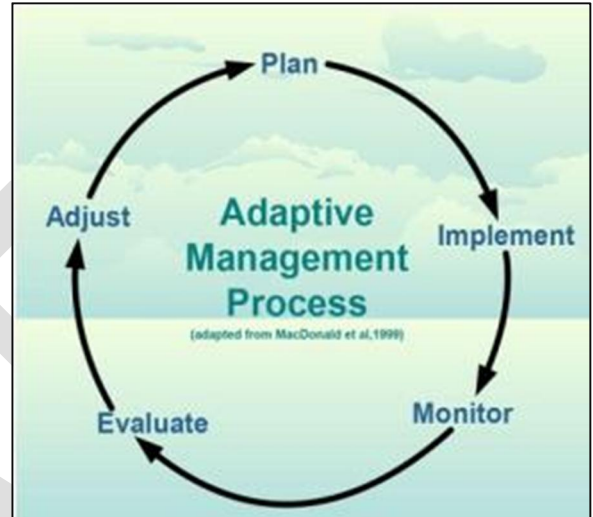 Plan
Adjust
Adaptive
Management
Process
(adapted from MacDonald et al,1999)
Implement
Evaluate
Monitor